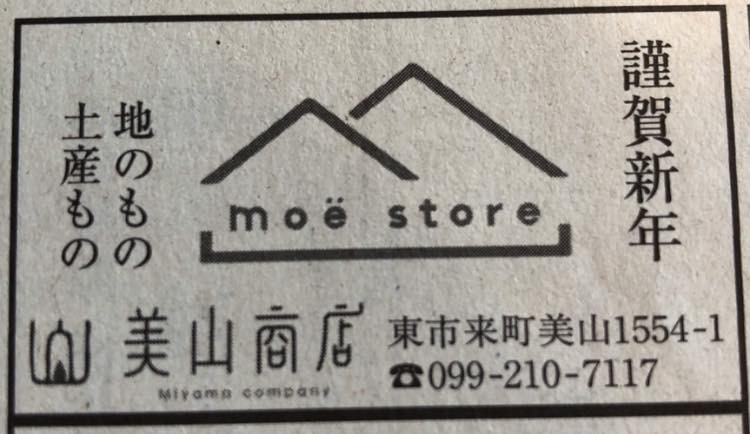 謹賀新年
moë store
地のもの
土産もの
美山商店
Miyama company
東市来町美山1554-1
☎099-210-7117